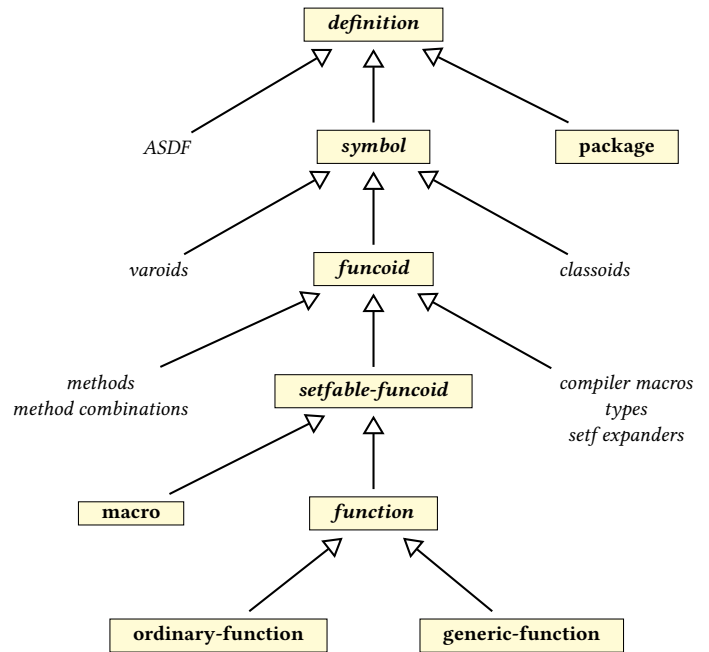 definition
ASDF
symbol
package
varoids
funcoid
classoids
methods
method combinations
setfable-funcoid
compiler macros
types
setf expanders
macro
function
ordinary-function
generic-function